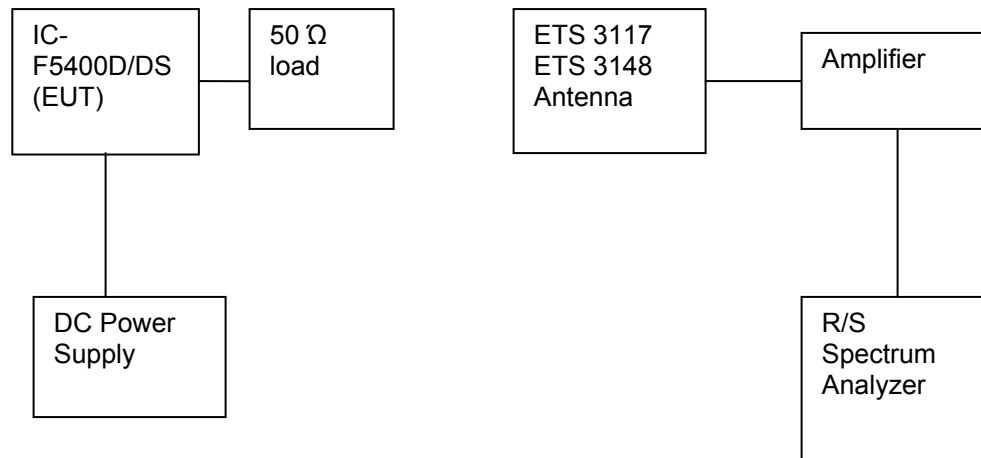 IC-
F5400D/DS
(EUT)
50 Ώ
load
ETS 3117
ETS 3148
Antenna
Amplifier
DC Power
Supply
R/S
Spectrum
Analyzer